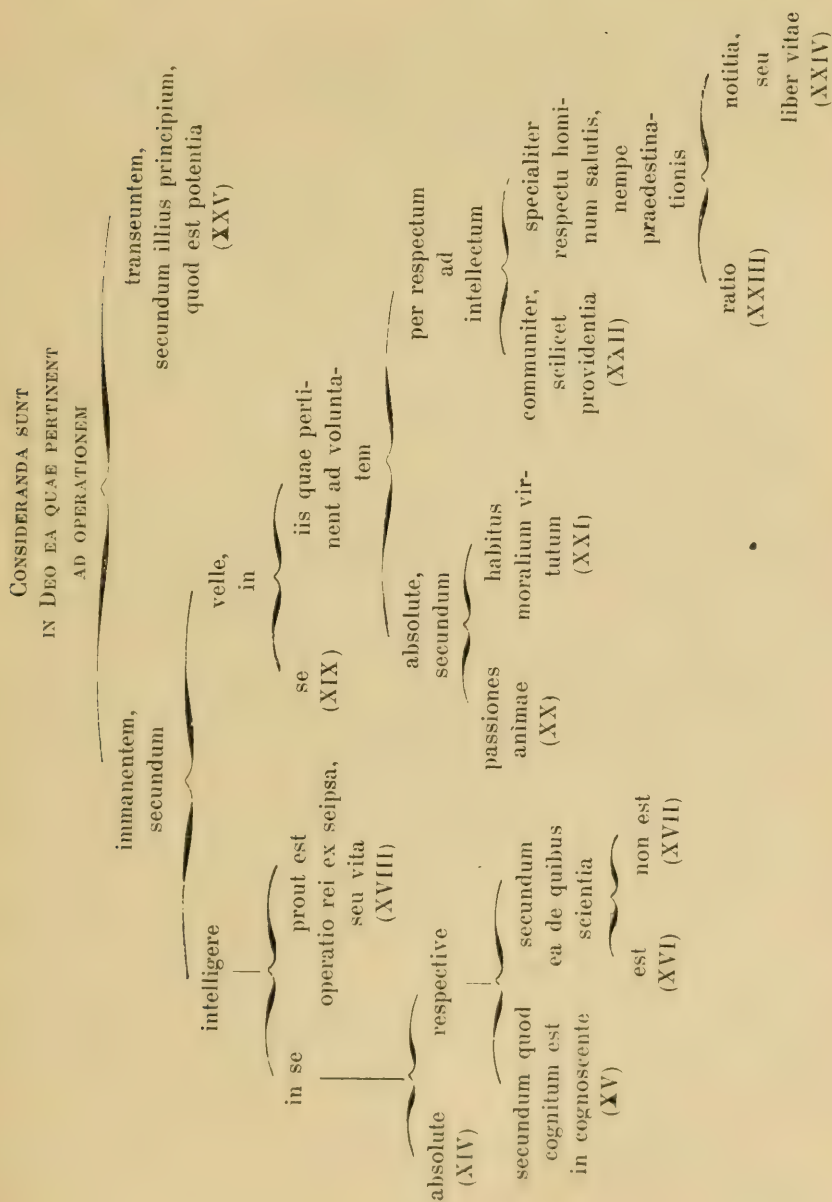 CONSIDERANDA SUNT
IN DEO EA QUAE PERTINENT
AD OPERATIONEM
immanentem,
secundum
transeuntem,
secundum illius principium,
quod est potentia
(XXV)
intelligere
velle,
in
in se
prout est
operatio rei ex seipsa,
seu vita
(XVIII)
se
(XIX)
iis quae perti-
nent ad volunta-
tem
absolute
(XIV)
respective
absolute,
secundum
per respectum
ad
intellectum
secundum quod
cognitum est
in cognoscente
(XV)
secundum
ea de quibus
scientia
passiones
animae
(XX)
habitus
moralium vir-
tutum
(XXI)
communiter,
scilicet
providentia
(XXII)
specialiter
respectu homi-
num salutis,
nempe
praedestina-
tionis
est
(XVI)
non est
(XVII)
ratio
(XXIII)
notitia,
seu
liber vitae
(XXIV)